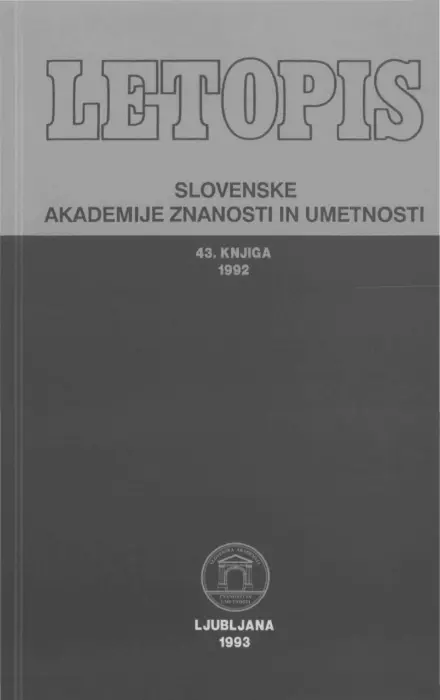 LETOPIS
SLOVENSKE
AKADEMIJE ZNANOSTI IN UMETNOSTI
43. KNJIGA
1992
LJUBLJANA
1993